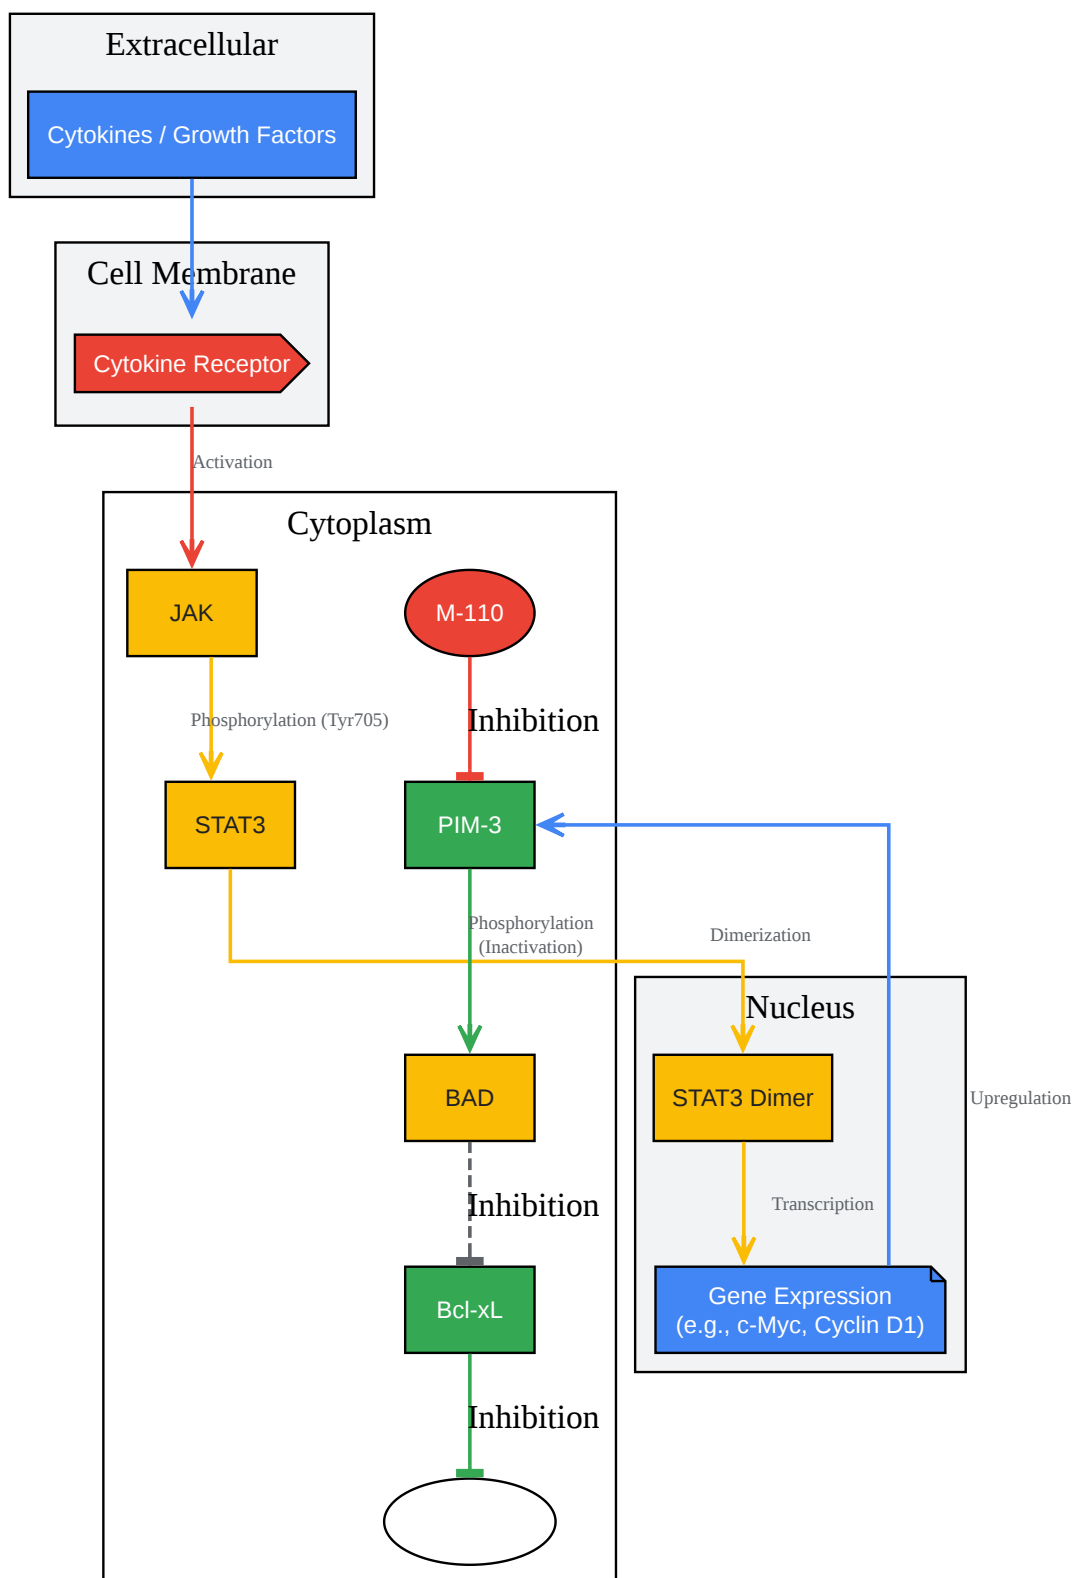 Extracellular
Cytokines / Growth Factors
Cell Membrane
Cytokine Receptor
Activation
Cytoplasm
JAK
M-110
Phosphorylation (Tyr705)
Inhibition
STAT3
PIM-3
Phosphorylation
(Inactivation)
Dimerization
Nucleus
BAD
STAT3 Dimer
Upregulation
Inhibition
Transcription
Bcl-xL
Gene Expression
(e.g., c-Myc, Cyclin D1)
Inhibition